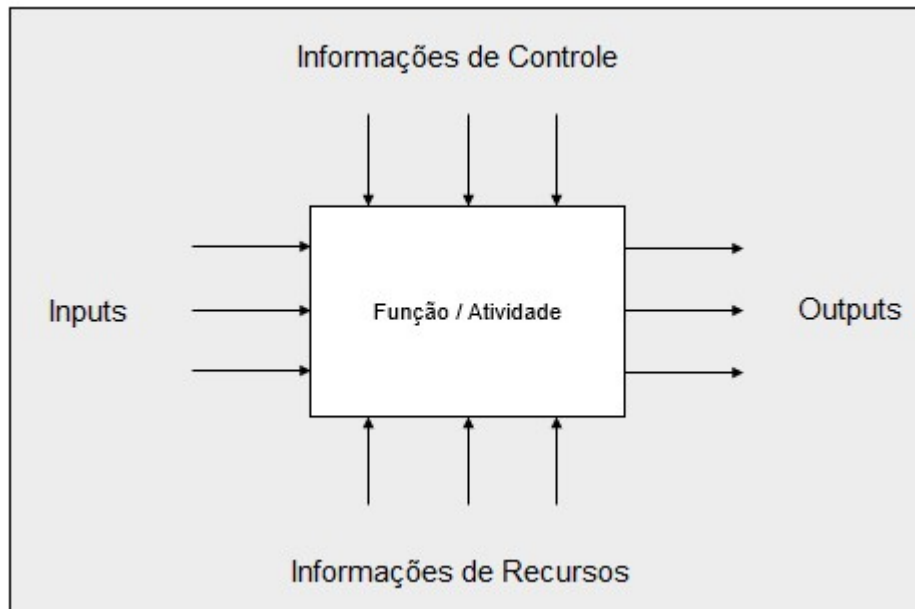 Informações de Controle
Inputs
Função / Atividade
Outputs
Informações de Recursos